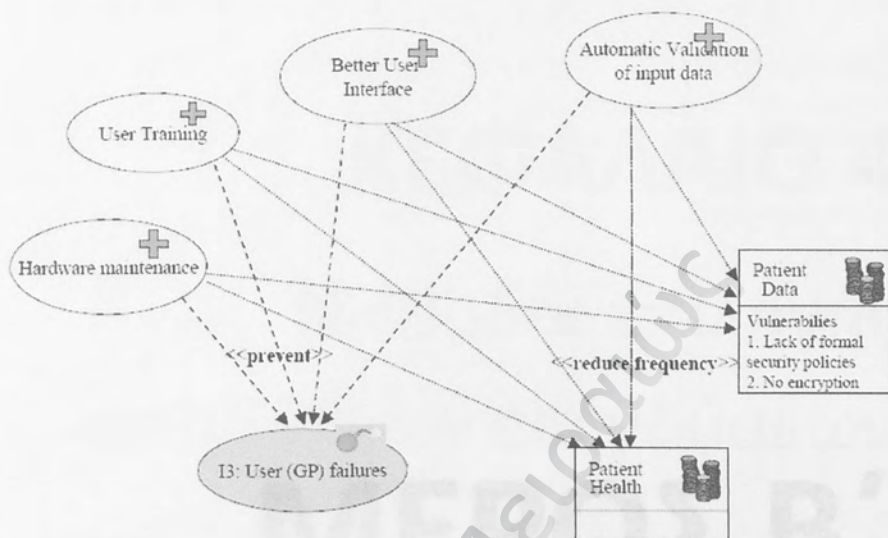 Automatic Validation
of input data
Better User
Interface
User Training
Hardware maintenance
Patient
Data
Vulnerabilies
1. Lack of formal
security policies
2. No encryption
<<prevent>>
<<reduce frequency>>
I3: User (GP) failures
Patient
Health
Πειραιώς